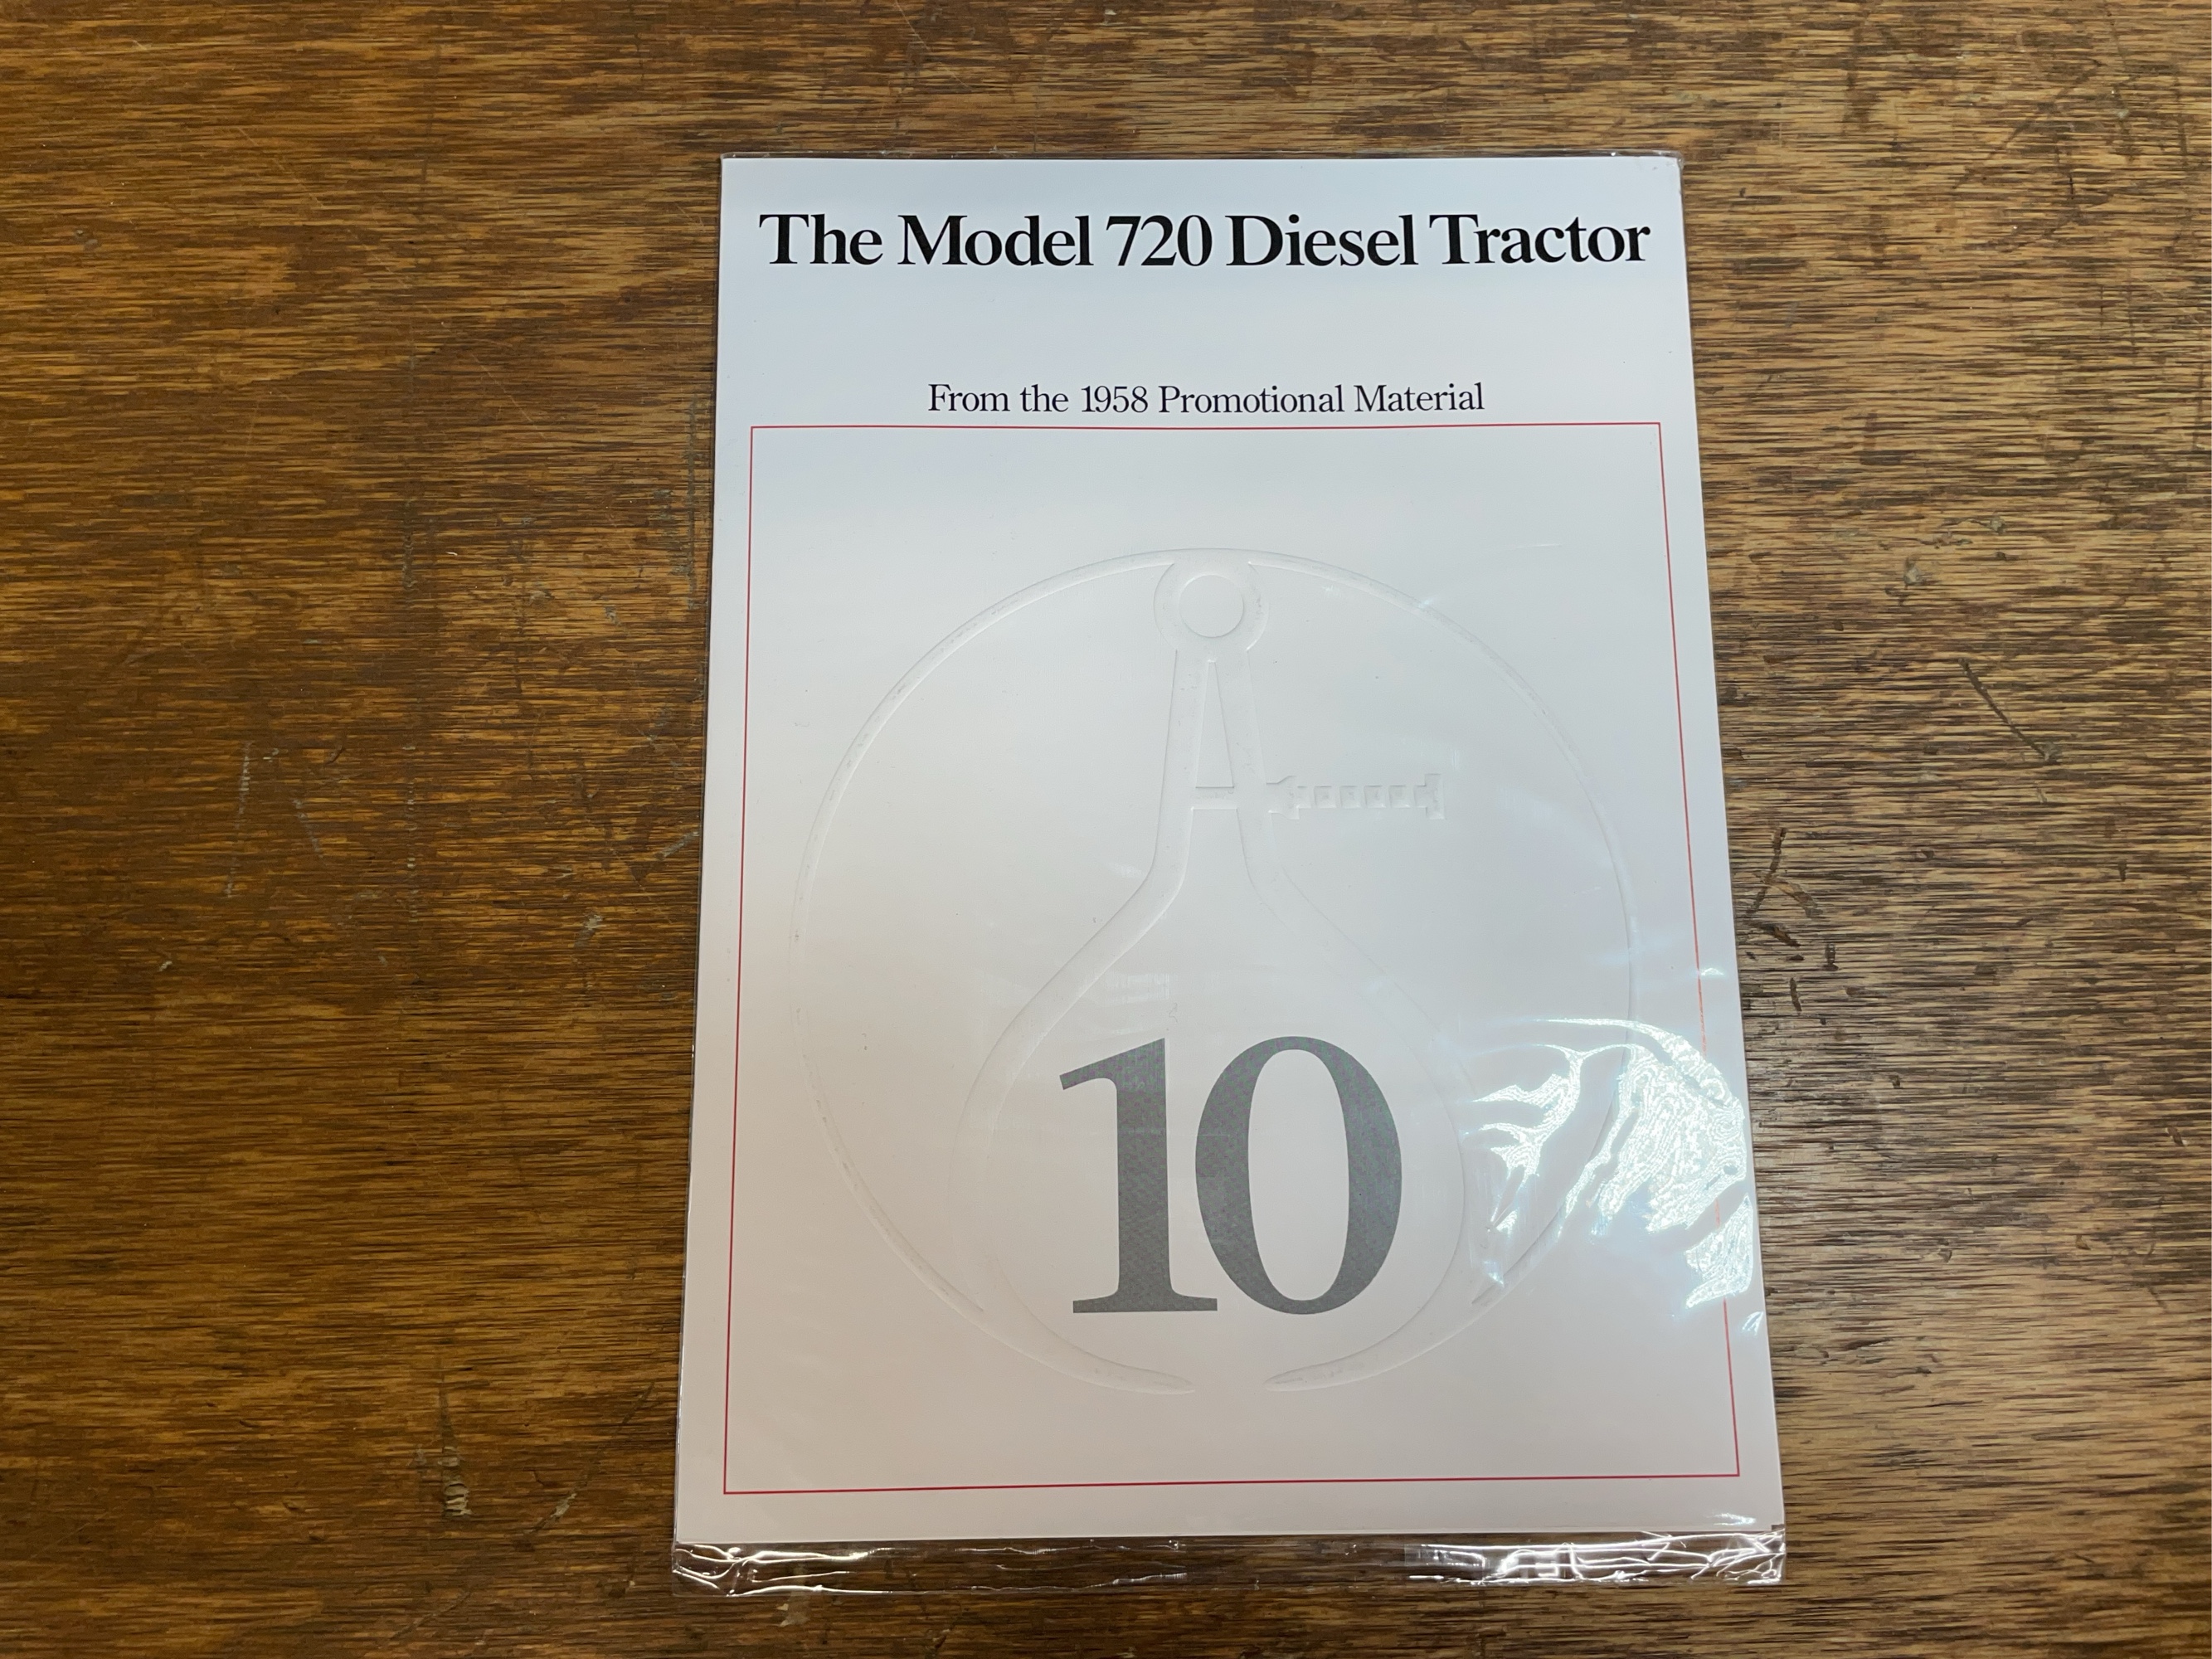 The Model 720 Diesel Tractor
From the 1958 Promotional Material
10